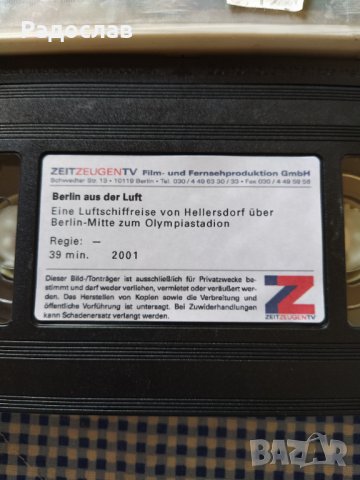 Радослав
ZEITZEUGENTV Film- und Fernsehproduktion GmbH
Schwedter Str. 13 • 10119 Berlin • Tel. 030 / 4 49 63 30 / 33 • Fax 030 / 4 49 59 58
Berlin aus der Luft
Eine Luftschiffreise von Hellersdorf über
Berlin-Mitte zum Olympiastadion
Regie: —
39 min. 2001
Dieser Bild-/Tonträger ist ausschließlich für Privatzwecke be-
stimmt und darf weder verliehen, vermietet oder veräußert wer-
den. Das Herstellen von Kopien sowie die Verbreitung und
öffentliche Vorführung ist untersagt. Bei Zuwiderhandlungen
kann Schadenersatz verlangt werden.
Z
ZEITZEUGENTV
BAZAR